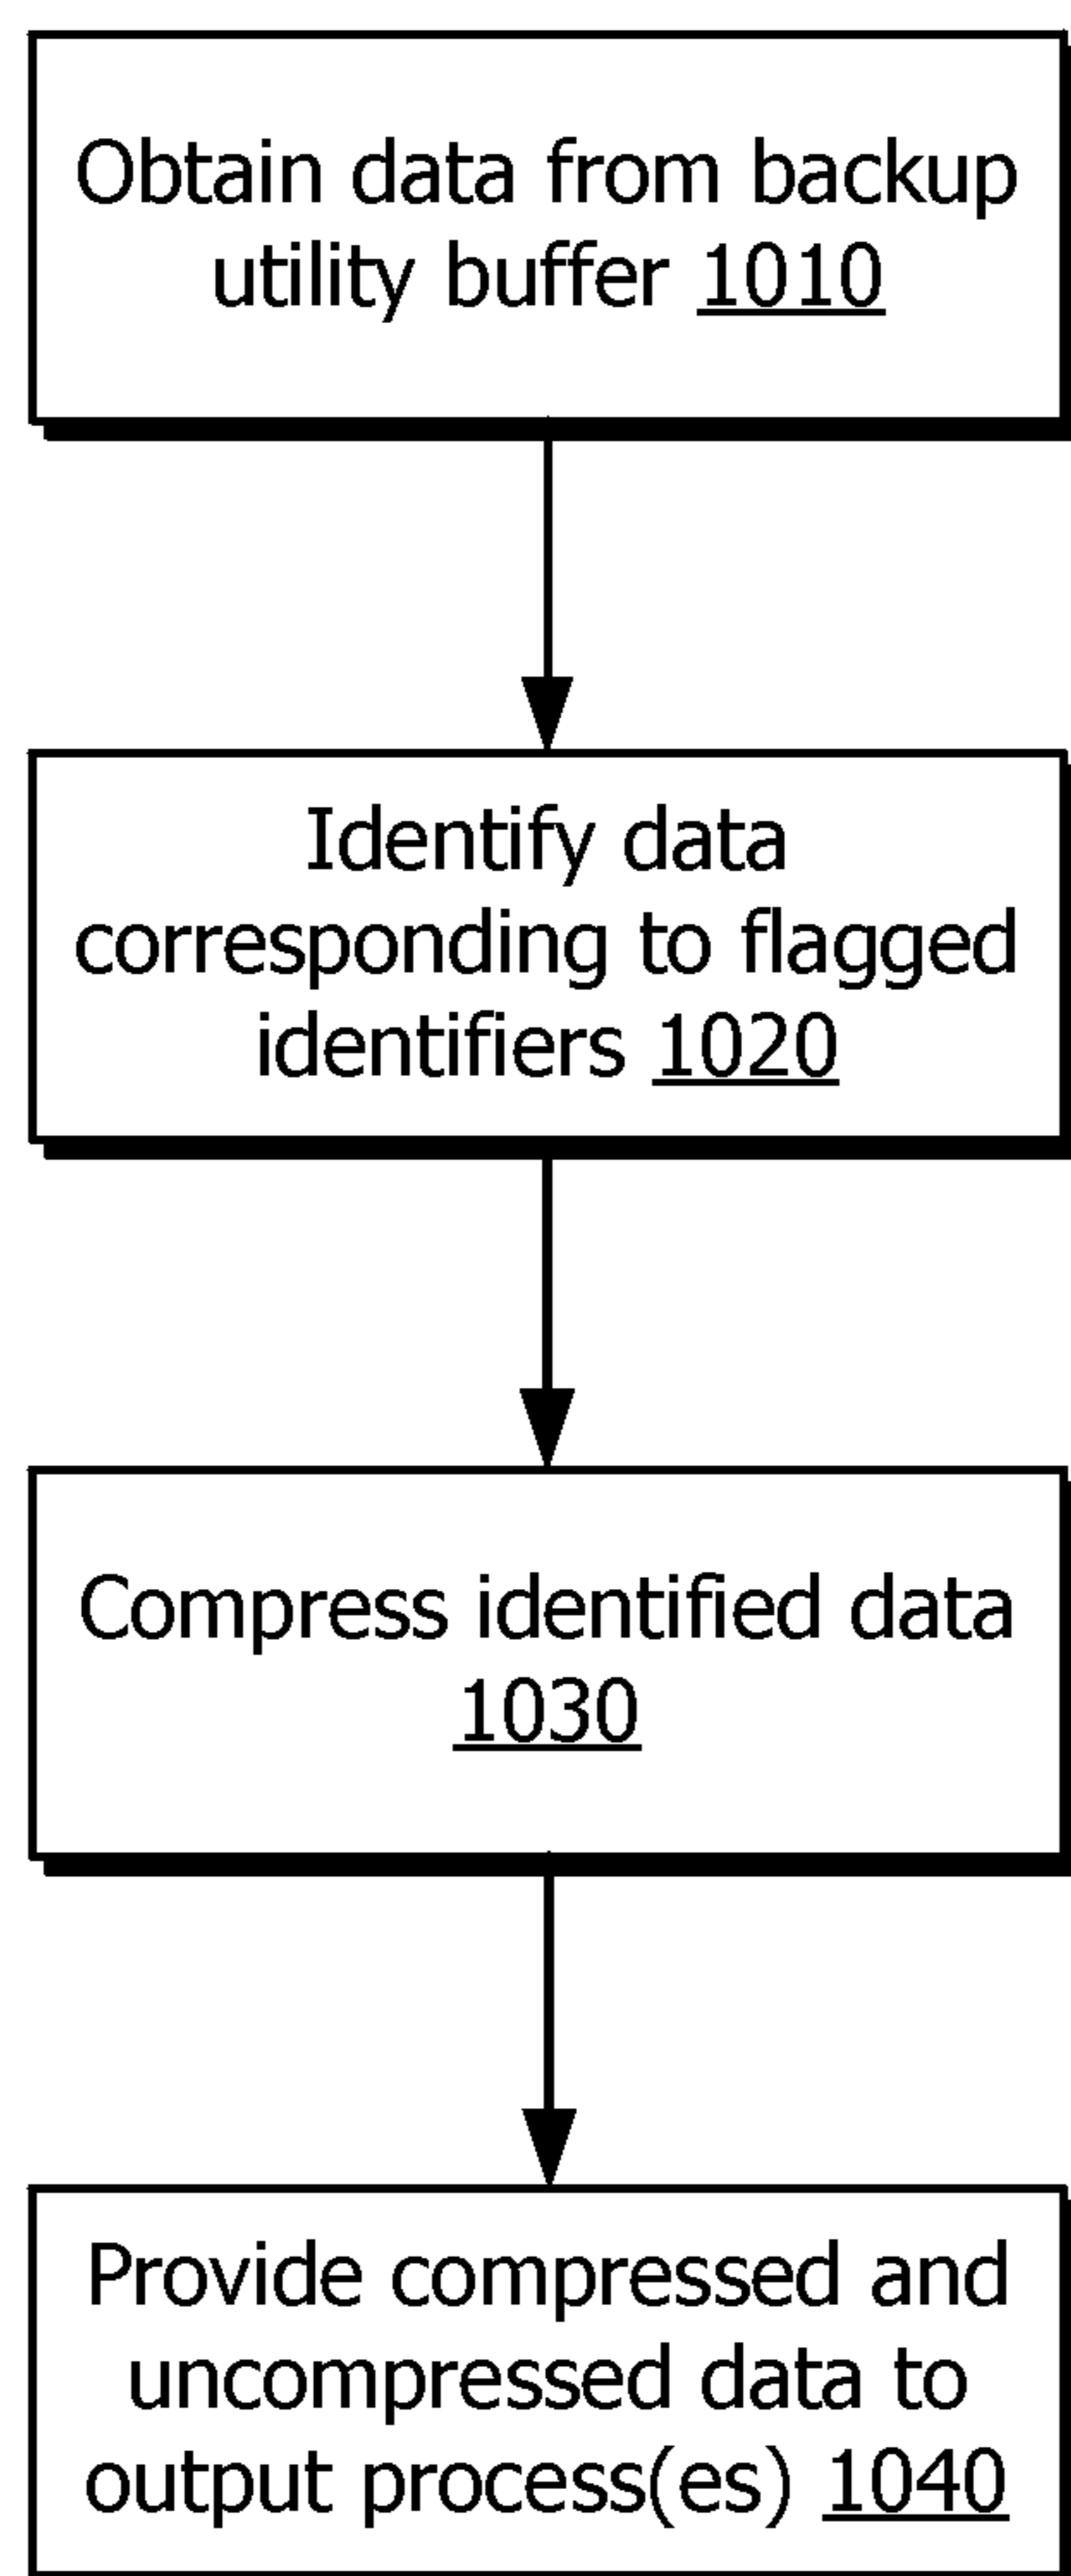 Obtain data from backup
utility buffer 1010
Identify data
corresponding to flagged
identifiers 1020
Compress identified data
1030
Provide compressed and
uncompressed data to
output process(es) 1040